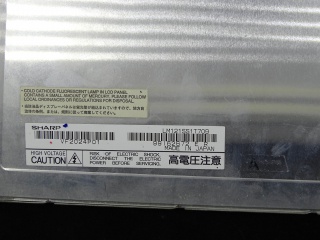 COLD CATHODE FLUORESCENT LAMP IN LCD PANEL
CONTAINS A SMALL AMOUNT OF MERCURY. PLEASE FOLLOW
LOCAL ORDINANCES OR REGULATIONS FOR DISPOSAL.
SHARP
LM121SS1T709
VF2024P01
MADE IN JAPAN
HIGH VOLTAGE
CAUTION
RISK OF ELECTRIC SHOCK.
DISCONNECT THE ELECTRIC
POWER BEFORE SERVICING.
高電圧注意